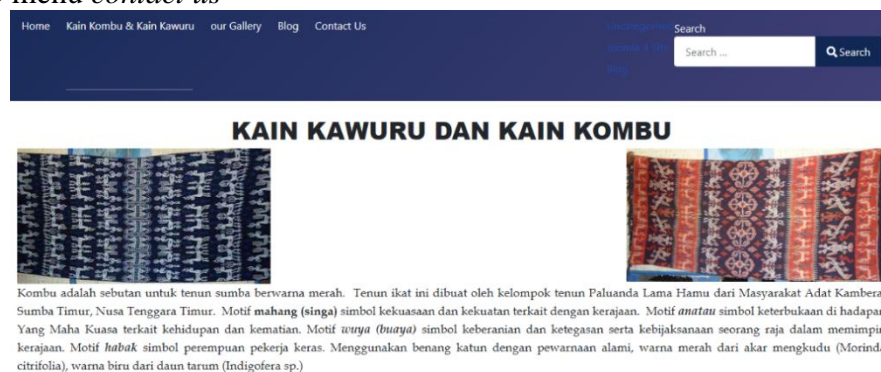 menu contact us
Home Kain Kombu & Kain Kawuru our Gallery Blog Contact Us
Search
Search ...
Search
Blog
KAIN KAWURU DAN KAIN KOMBU
Kombu adalah sebutan untuk tenun sumba berwarna merah. Tenun ikat ini dibuat oleh kelompok tenun Paluanda Lama Hamu dari Masyarakat Adat Kambera
Sumba Timur, Nusa Tenggara Timur. Motif mahang (singa) simbol kekuasaan dan kekuatan terkait dengan kerajaan. Motif anatau simbol keterbukaan di hadapan
Yang Maha Kuasa terkait kehidupan dan kematian. Motif wuya (buaya) simbol keberanian dan ketegasan serta kebijaksanaan seorang raja dalam memimpin
kerajaan. Motif habak simbol perempuan pekerja keras. Menggunakan benang katun dengan pewarnaan alami, warna merah dari akar mengkudu (Morinda
citrifolia), warna biru dari daun tarum (Indigofera sp.)